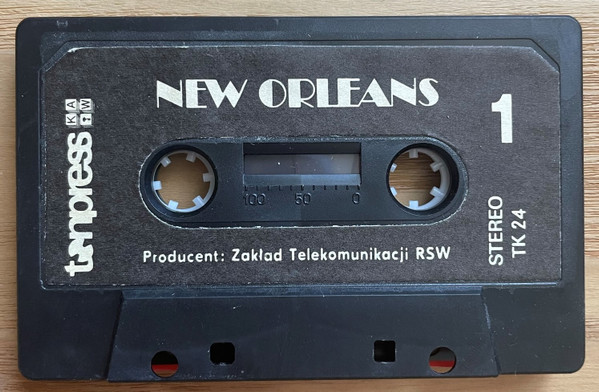 NEW ORLEANS
1
tonpress
KAW
100 50 0
STEREO
TK 24
Producent: Zakład Telekomunikacji RSW